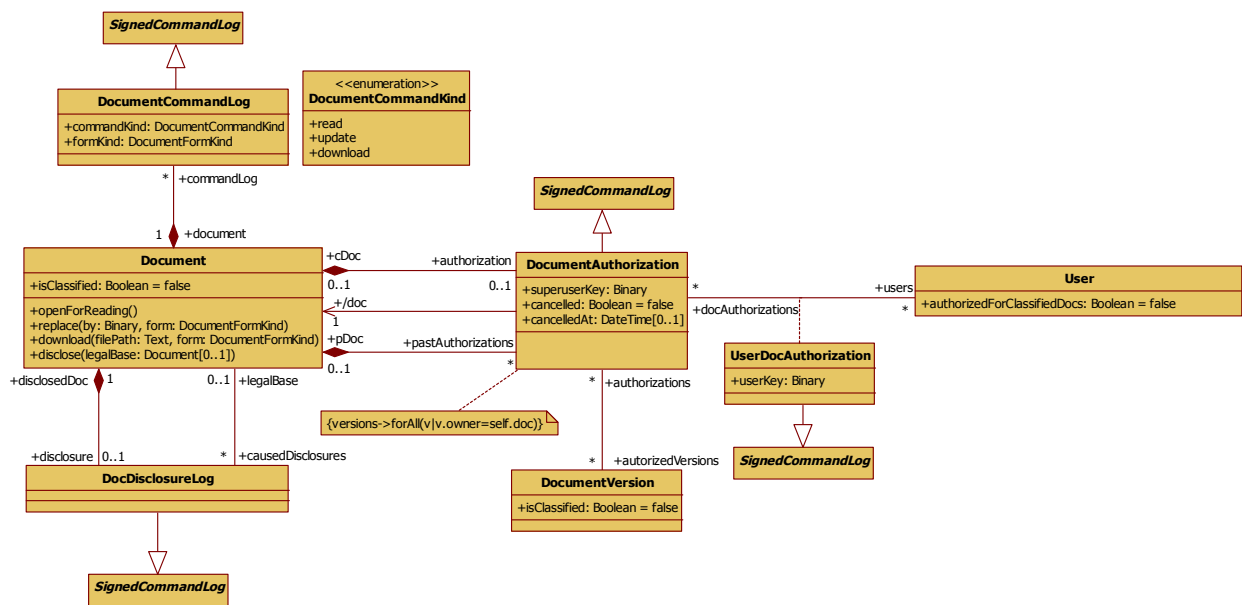 SignedCommandLog
DocumentCommandLog
+commandKind: DocumentCommandKind
+formKind: DocumentFormKind
<<enumeration>>
DocumentCommandKind
+read
+update
+download
* +commandLog
1 +document
SignedCommandLog
Document
+isClassified: Boolean = false
+openForReading()
+replace(by: Binary, form: DocumentFormKind)
+download(filePath: Text, form: DocumentFormKind)
+disclose(legalBase: Document[0..1])
+cDoc
0..1
+authorization
0..1
+/doc
1
+pDoc
0..1
+pastAuthorizations
*
DocumentAuthorization
+superuserKey: Binary
+cancelled: Boolean = false
+cancelledAt: DateTime[0..1]
*
+docAuthorizations
+users
*
User
+authorizedForClassifiedDocs: Boolean = false
UserDocAuthorization
+userKey: Binary
SignedCommandLog
+disclosedDoc 1
0..1 +legalBase
{versions->forAll(v|v.owner=self.doc)}
* +authorizations
+disclosure 0..1
* +causedDisclosures
* +autorizedVersions
DocDisclosureLog
DocumentVersion
+isClassified: Boolean = false
SignedCommandLog